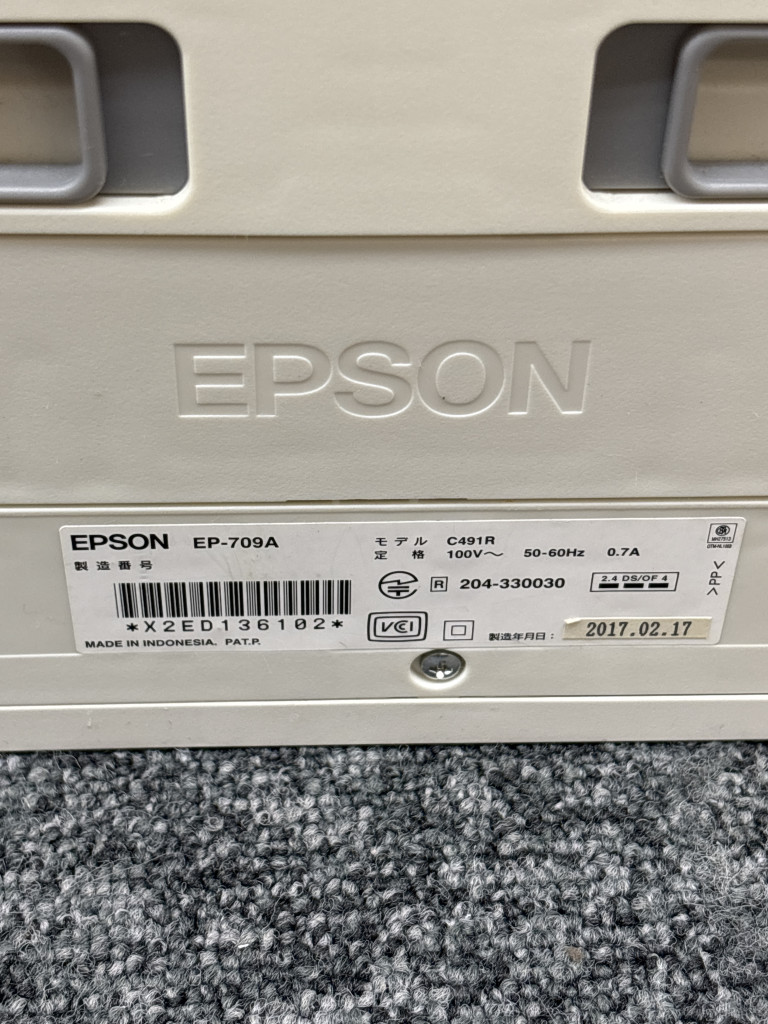 EPSON
EPSON EP-709A
製造番号
*X2ED136102*
MADE IN INDONESIA. PAT.P.
モデル C491R
定格 100V～ 50-60Hz 0.7A
R 204-330030
2.4 DS/OF 4
VCI
製造年月日: 2017.02.17
>PP<